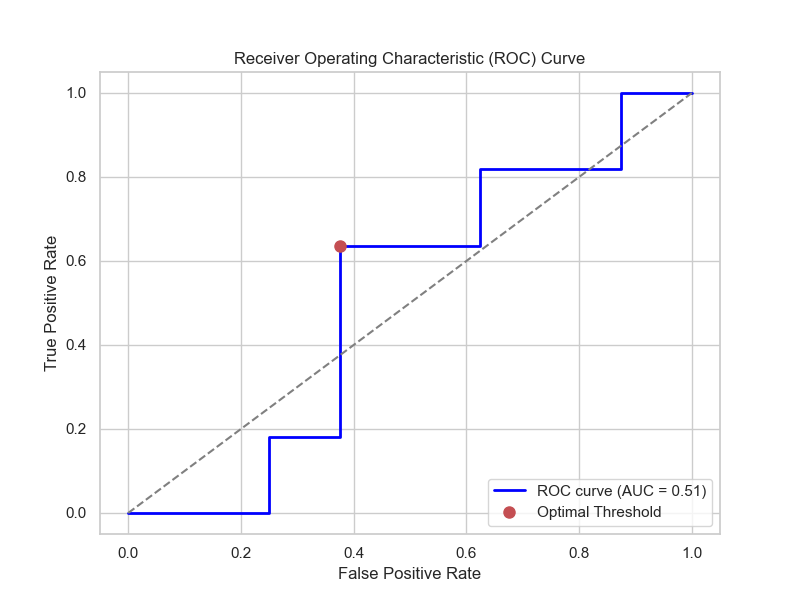 Receiver Operating Characteristic (ROC) Curve
True Positive Rate
1.0
0.8
0.6
0.4
0.2
0.0
ROC curve (AUC = 0.51)
Optimal Threshold
0.0 0.2 0.4 0.6 0.8 1.0
False Positive Rate